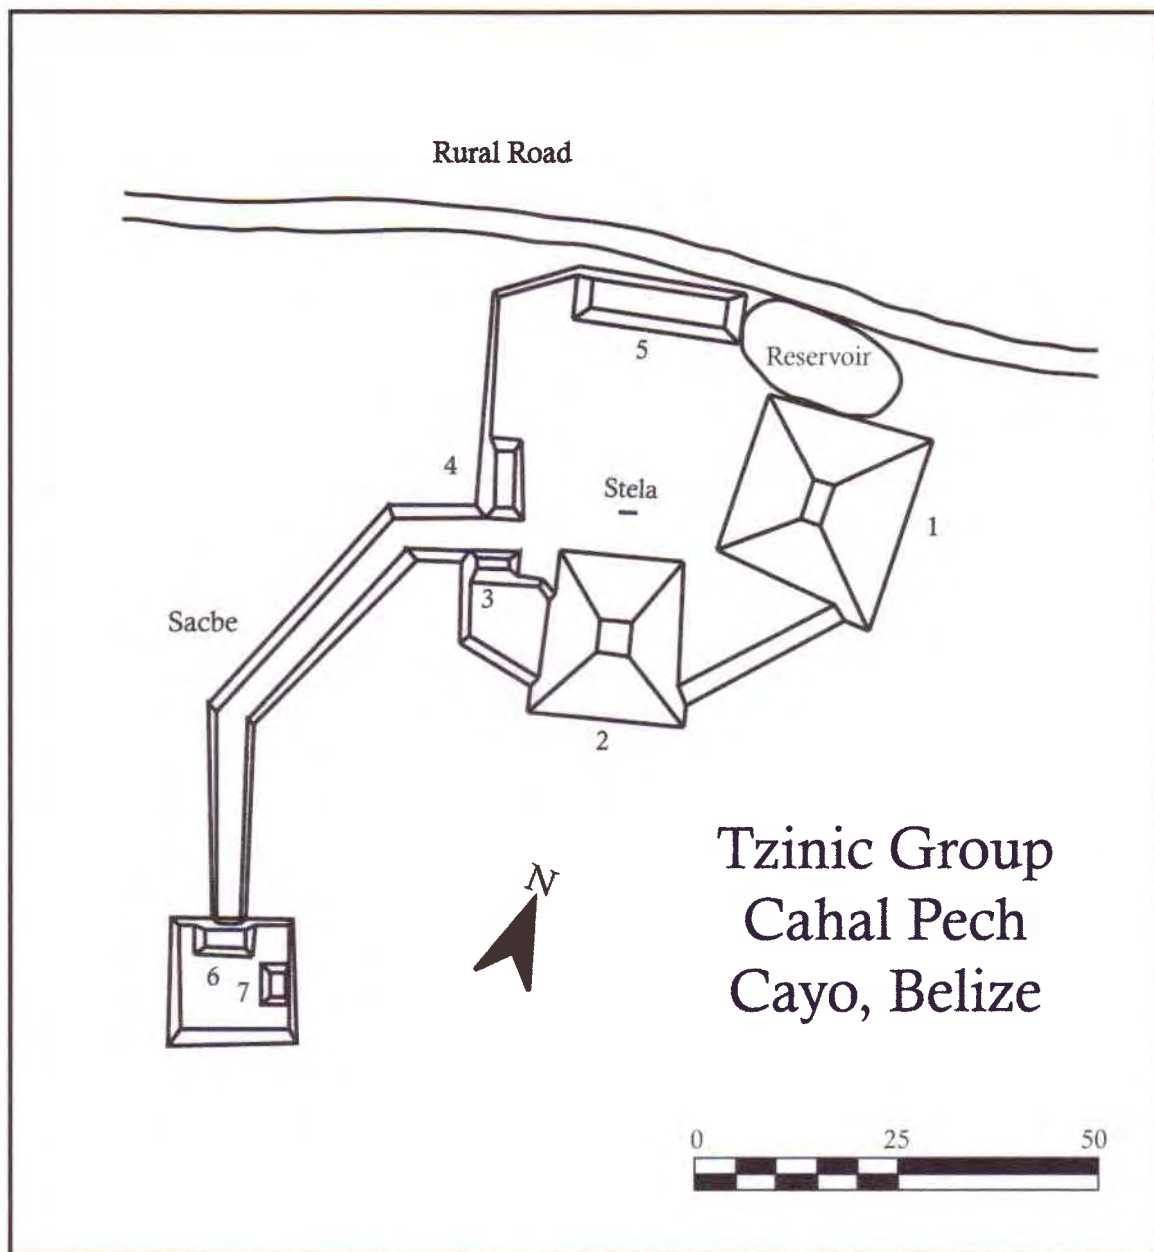 Rural Road
5
Reservoir
4
Stela
1
3
Sacbe
2
N
6
7
Tzinic Group
Cahal Pech
Cayo, Belize
0 25 50